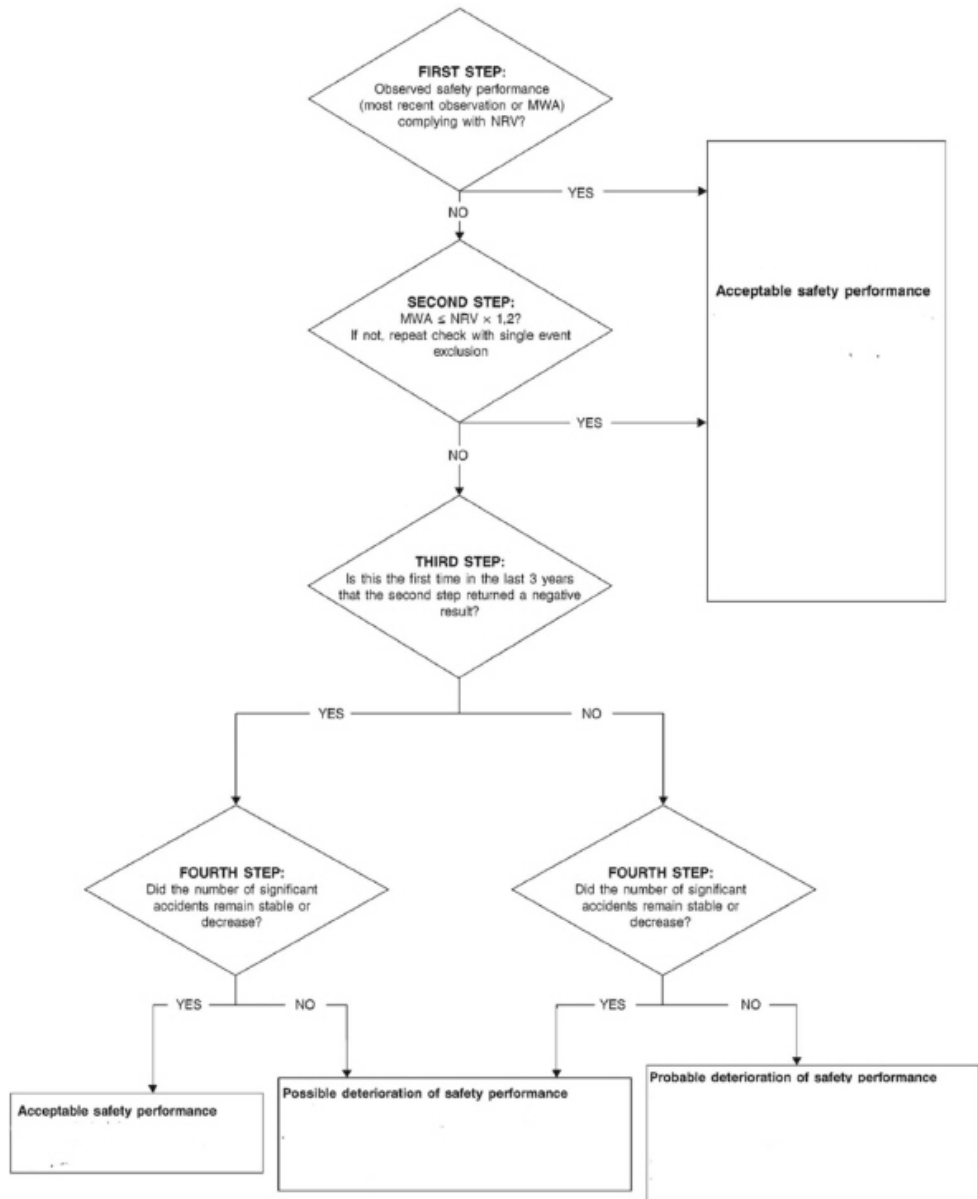 FIRST STEP:
Observed safety performance
(most recent observation or MWA)
complying with NRV?
YES
NO
Acceptable safety performance
SECOND STEP:
MWA ≤ NRV × 1,2?
If not, repeat check with single event
exclusion
YES
NO
THIRD STEP:
Is this the first time in the last 3 years
that the second step returned a negative
result?
YES
NO
FOURTH STEP:
Did the number of significant
accidents remain stable or
decrease?
FOURTH STEP:
Did the number of significant
accidents remain stable or
decrease?
YES
NO
YES
NO
Acceptable safety performance
Possible deterioration of safety performance
Probable deterioration of safety performance